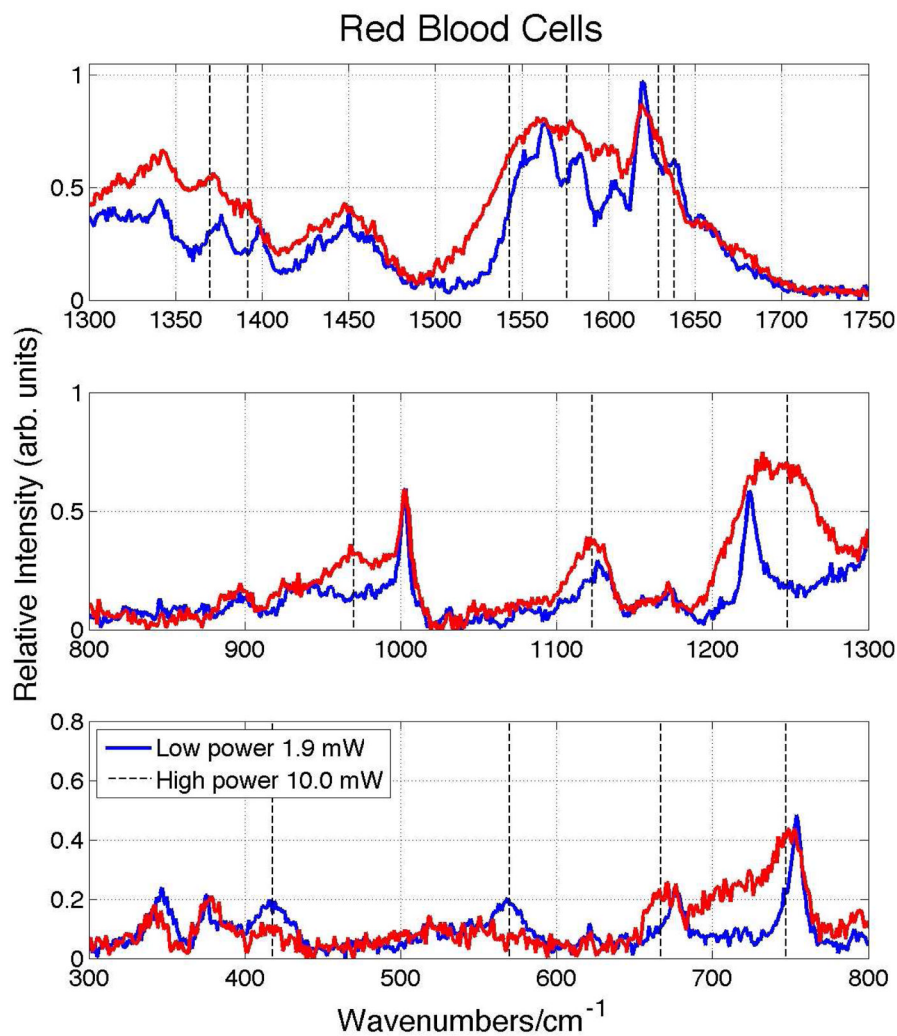 Red Blood Cells
1
0.5
0
1300 1350 1400 1450 1500 1550 1600 1650 1700 1750
Relative Intensity (arb. units)
1
0.5
0
800 900 1000 1100 1200 1300
0.8
0.6
0.4
0.2
0
Low power 1.9 mW
High power 10.0 mW
300 400 500 600 700 800
Wavenumbers/cm-1